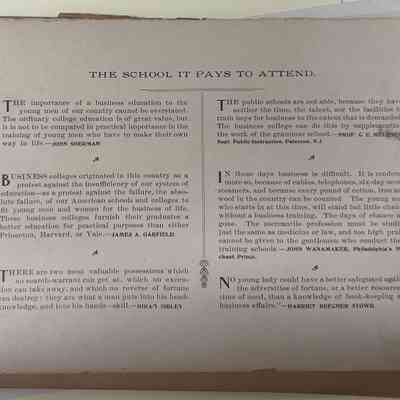 THE SCHOOL IT PAYS TO ATTEND.
THE importance of a business education to the
young men of our country cannot be overstated.
The ordinary college education is of great value, but
it is not to be compared in practical importance in the
training of young men who have to make their own
way in life.—JOHN SHERMAN
BUSINESS colleges originated in this country as a
protest against the insufficiency of our system of
education—as a protest against the failure, the abso-
lute failure, of our American schools and colleges to
fit young men and women for the business of life.
These business colleges furnish their graduates a
better education for practical purposes than either
Princeton, Harvard, or Yale.—JAMES A. GARFIELD.
THERE are two most valuable possessions which
no search-warrant can get at, which no execu-
tion can take away, and which no reverse of fortune
can destroy; they are what a man puts into his head—
knowledge, and into his hands—skill.—HIRAM SIBLEY
THE public schools are not able, because they have
neither the time, the talent, nor the facilities to
train boys for business to the extent that is demanded.
The business college can do this by supplementing
the work of the grammar school.—PROF. C. E.
Supt. Public Instruction, Paterson, N. J.
IN these days business is difficult. It is rendered
more so, because of cables, telephones, six-day ocean
steamers, and because every pound of cotton, iron and
wool in the country can be counted. The young man
who starts in at this time, will stand but little chance
without a business training. The days of chance are
gone. The mercantile profession must be studied
just as the same as medicine or law, and too high praise
cannot be given to the gentlemen who conduct these
training schools—JOHN WANAMAKER, Philadelphia's Mer-
chant Prince.
NO young lady could have a better safeguard against
the adversities of fortune, or a better resource in
time of need, than a knowledge of book-keeping and
business affairs."—HARRIET BEECHER STOWE.